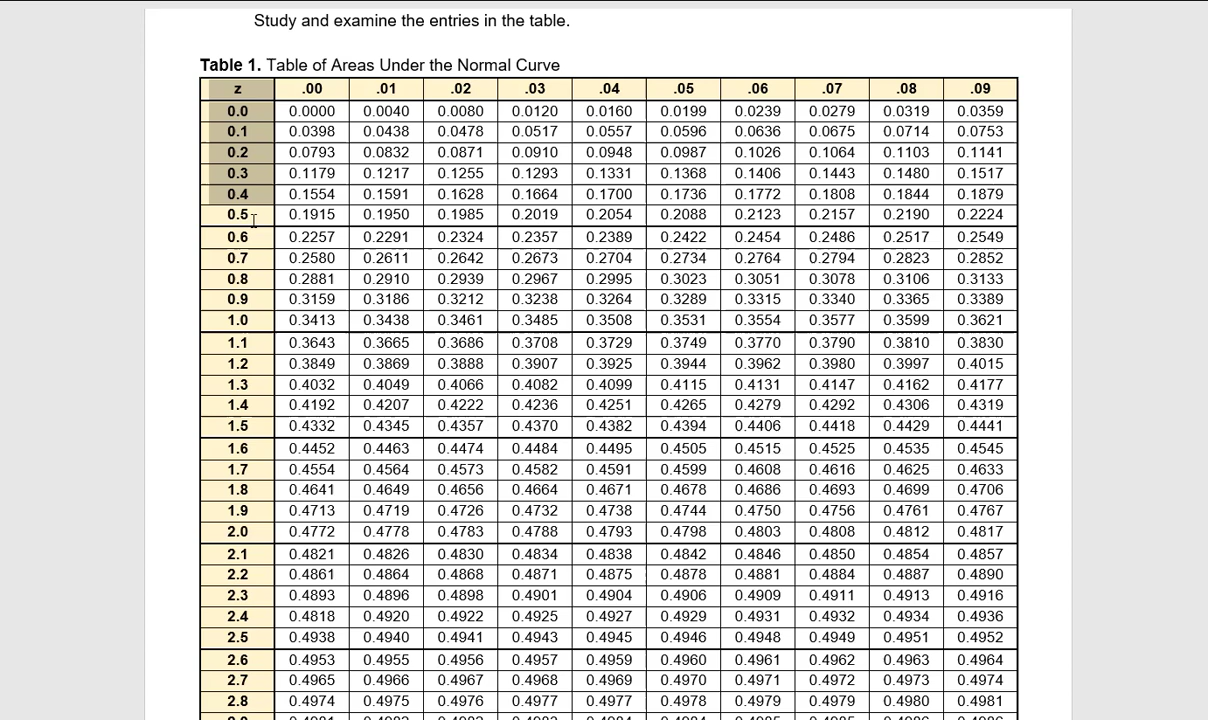 Study and examine the entries in the table.
Table 1. Table of Areas Under the Normal Curve
z .00 .01 .02 .03 .04 .05 .06 .07 .08 .09
0.0 0.0000 0.0040 0.0080 0.0120 0.0160 0.0199 0.0239 0.0279 0.0319 0.0359
0.1 0.0398 0.0438 0.0478 0.0517 0.0557 0.0596 0.0636 0.0675 0.0714 0.0753
0.2 0.0793 0.0832 0.0871 0.0910 0.0948 0.0987 0.1026 0.1064 0.1103 0.1141
0.3 0.1179 0.1217 0.1255 0.1293 0.1331 0.1368 0.1406 0.1443 0.1480 0.1517
0.4 0.1554 0.1591 0.1628 0.1664 0.1700 0.1736 0.1772 0.1808 0.1844 0.1879
0.5 0.1915 0.1950 0.1985 0.2019 0.2054 0.2088 0.2123 0.2157 0.2190 0.2224
0.6 0.2257 0.2291 0.2324 0.2357 0.2389 0.2422 0.2454 0.2486 0.2517 0.2549
0.7 0.2580 0.2611 0.2642 0.2673 0.2704 0.2734 0.2764 0.2794 0.2823 0.2852
0.8 0.2881 0.2910 0.2939 0.2967 0.2995 0.3023 0.3051 0.3078 0.3106 0.3133
0.9 0.3159 0.3186 0.3212 0.3238 0.3264 0.3289 0.3315 0.3340 0.3365 0.3389
1.0 0.3413 0.3438 0.3461 0.3485 0.3508 0.3531 0.3554 0.3577 0.3599 0.3621
1.1 0.3643 0.3665 0.3686 0.3708 0.3729 0.3749 0.3770 0.3790 0.3810 0.3830
1.2 0.3849 0.3869 0.3888 0.3907 0.3925 0.3944 0.3962 0.3980 0.3997 0.4015
1.3 0.4032 0.4049 0.4066 0.4082 0.4099 0.4115 0.4131 0.4147 0.4162 0.4177
1.4 0.4192 0.4207 0.4222 0.4236 0.4251 0.4265 0.4279 0.4292 0.4306 0.4319
1.5 0.4332 0.4345 0.4357 0.4370 0.4382 0.4394 0.4406 0.4418 0.4429 0.4441
1.6 0.4452 0.4463 0.4474 0.4484 0.4495 0.4505 0.4515 0.4525 0.4535 0.4545
1.7 0.4554 0.4564 0.4573 0.4582 0.4591 0.4599 0.4608 0.4616 0.4625 0.4633
1.8 0.4641 0.4649 0.4656 0.4664 0.4671 0.4678 0.4686 0.4693 0.4699 0.4706
1.9 0.4713 0.4719 0.4726 0.4732 0.4738 0.4744 0.4750 0.4756 0.4761 0.4767
2.0 0.4772 0.4778 0.4783 0.4788 0.4793 0.4798 0.4803 0.4808 0.4812 0.4817
2.1 0.4821 0.4826 0.4830 0.4834 0.4838 0.4842 0.4846 0.4850 0.4854 0.4857
2.2 0.4861 0.4864 0.4868 0.4871 0.4875 0.4878 0.4881 0.4884 0.4887 0.4890
2.3 0.4893 0.4896 0.4898 0.4901 0.4904 0.4906 0.4909 0.4911 0.4913 0.4916
2.4 0.4818 0.4920 0.4922 0.4925 0.4927 0.4929 0.4931 0.4932 0.4934 0.4936
2.5 0.4938 0.4940 0.4941 0.4943 0.4945 0.4946 0.4948 0.4949 0.4951 0.4952
2.6 0.4953 0.4955 0.4956 0.4957 0.4959 0.4960 0.4961 0.4962 0.4963 0.4964
2.7 0.4965 0.4966 0.4967 0.4968 0.4969 0.4970 0.4971 0.4972 0.4973 0.4974
2.8 0.4974 0.4975 0.4976 0.4977 0.4977 0.4978 0.4979 0.4979 0.4980 0.4981